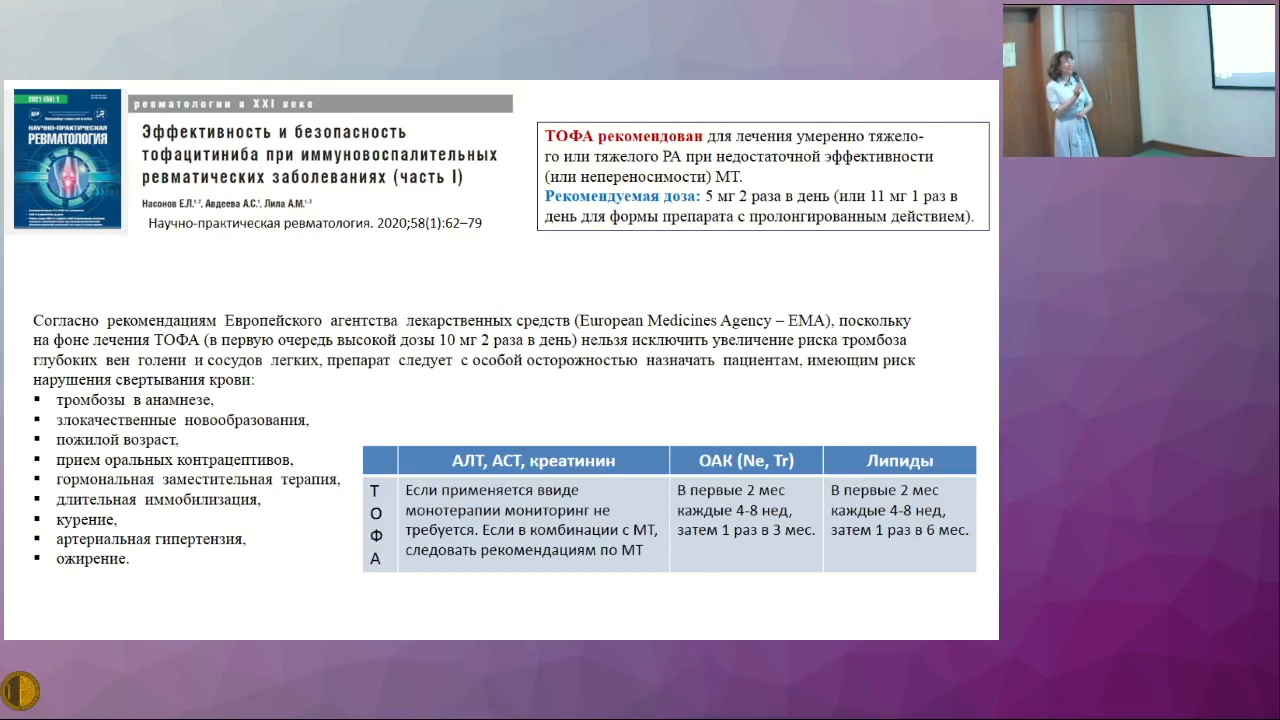 2021 (59) 1
НАУЧНО-ПРАКТИЧЕСКАЯ
РЕВМАТОЛОГИЯ
ревматологии в XXI веке
Эффективность и безопасность
тофацитиниба при иммуновоспалительных
ревматических заболеваниях (часть I)
Насонов Е.Л.¹,², Авдеева А.С.¹, Лила А.М.¹,³
Научно-практическая ревматология. 2020;58(1):62–79
ТОФА рекомендован для лечения умеренно тяжело-
го или тяжелого РА при недостаточной эффективности
(или непереносимости) МТ.
Рекомендуемая доза: 5 мг 2 раза в день (или 11 мг 1 раз в
день для формы препарата с пролонгированным действием).
Согласно рекомендациям Европейского агентства лекарственных средств (European Medicines Agency – EMA), поскольку
на фоне лечения ТОФА (в первую очередь высокой дозы 10 мг 2 раза в день) нельзя исключить увеличение риска тромбоза
глубоких вен голени и сосудов легких, препарат следует с особой осторожностью назначать пациентам, имеющим риск
нарушения свертывания крови:
▪ тромбозы в анамнезе,
▪ злокачественные новообразования,
▪ пожилой возраст,
▪ прием оральных контрацептивов,
▪ гормональная заместительная терапия,
▪ длительная иммобилизация,
▪ курение,
▪ артериальная гипертензия,
▪ ожирение.
АЛТ, АСТ, креатинин ОАК (Ne, Tr) Липиды
Т
О
Ф
А
Если применяется ввиде
монотерапии мониторинг не
требуется. Если в комбинации с МТ,
следовать рекомендациям по МТ
В первые 2 мес
каждые 4-8 нед,
затем 1 раз в 3 мес.
В первые 2 мес
каждые 4-8 нед,
затем 1 раз в 6 мес.